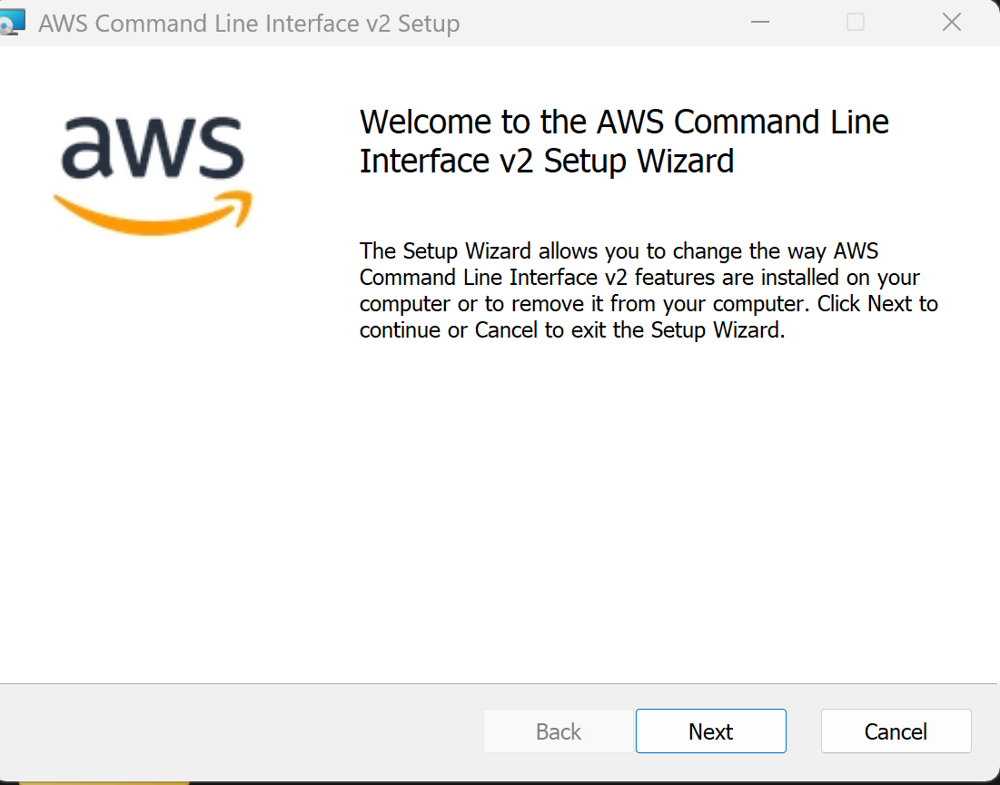 AWS Command Line Interface v2 Setup
aws
Welcome to the AWS Command Line
Interface v2 Setup Wizard
The Setup Wizard allows you to change the way AWS
Command Line Interface v2 features are installed on your
computer or to remove it from your computer. Click Next to
continue or Cancel to exit the Setup Wizard.
Back Next Cancel